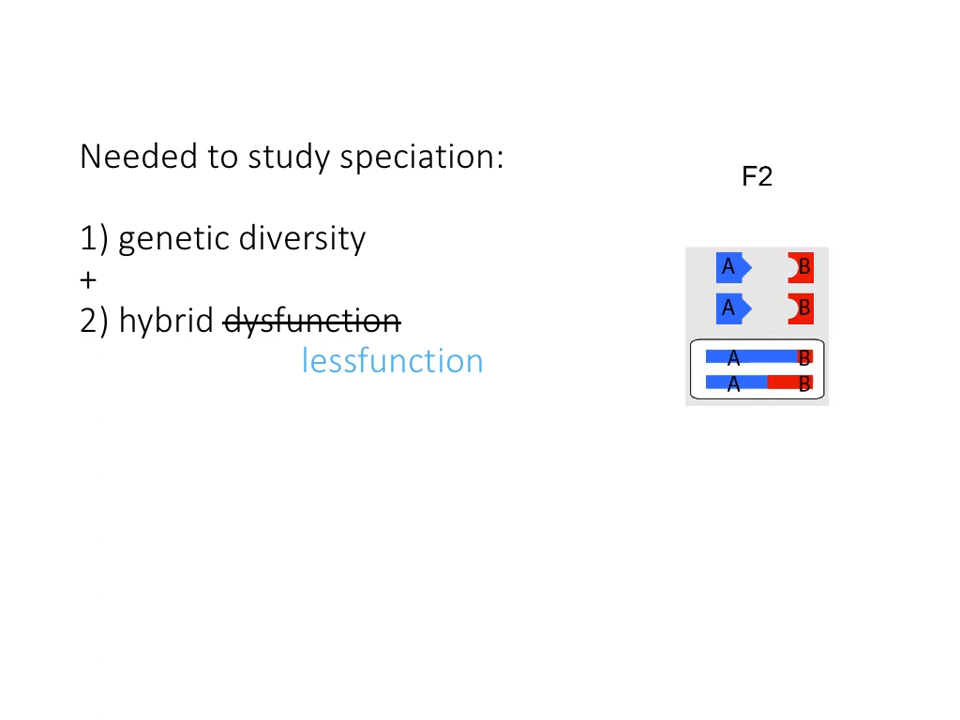 Needed to study speciation:
1) genetic diversity
+
2) hybrid dysfunction
lessfunction
F2
A B
A B
A B
A B